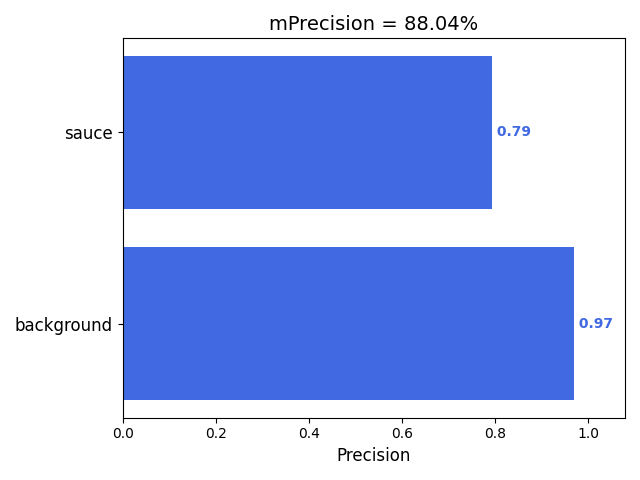 mPrecision = 88.04%
sauce
0.79
background
0.97
0.0 0.2 0.4 0.6 0.8 1.0
Precision